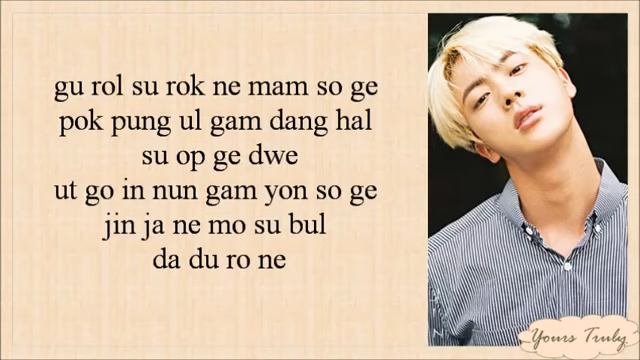 gu rol su rok ne mam so ge
pok pung ul gam dang hal
su op ge dwe
ut go in nun gam yon so ge
jin ja ne mo su bul
da du ro ne
Yours Truly